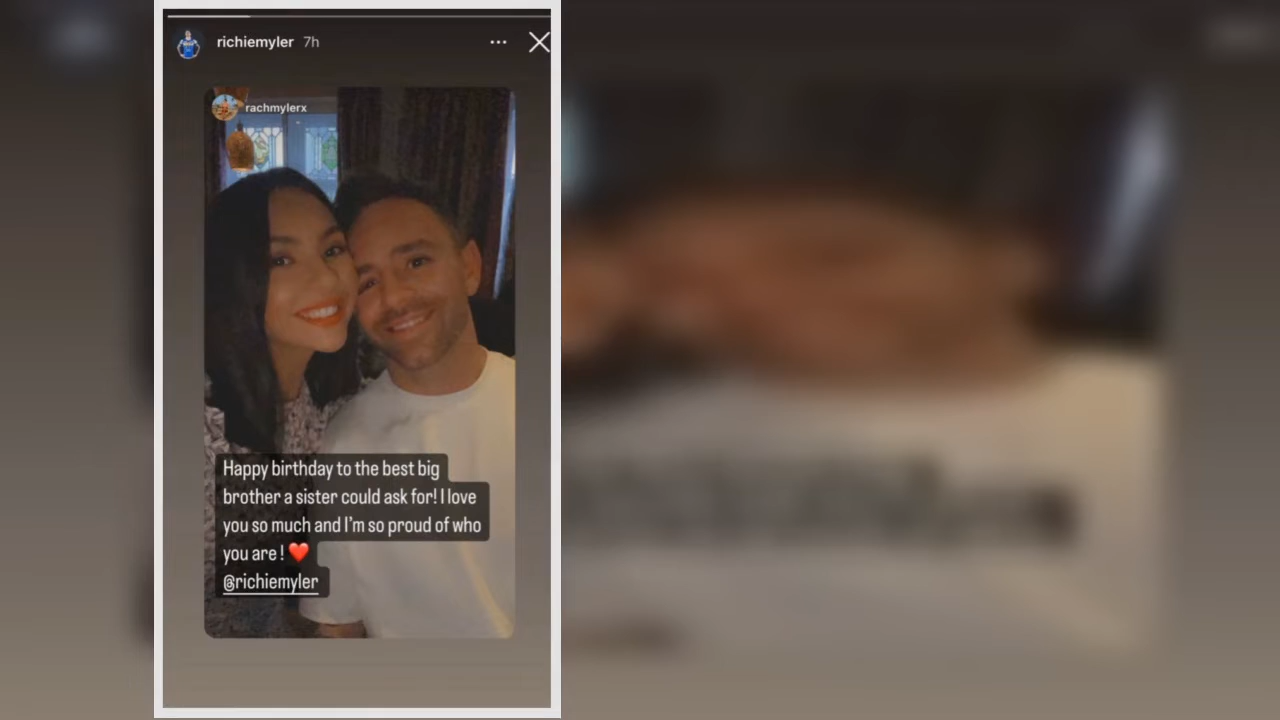 richiemyler 7h
rachmylerx
Happy birthday to the best big
brother a sister could ask for! I love
you so much and I'm so proud of who
you are! ❤️
@richiemyler